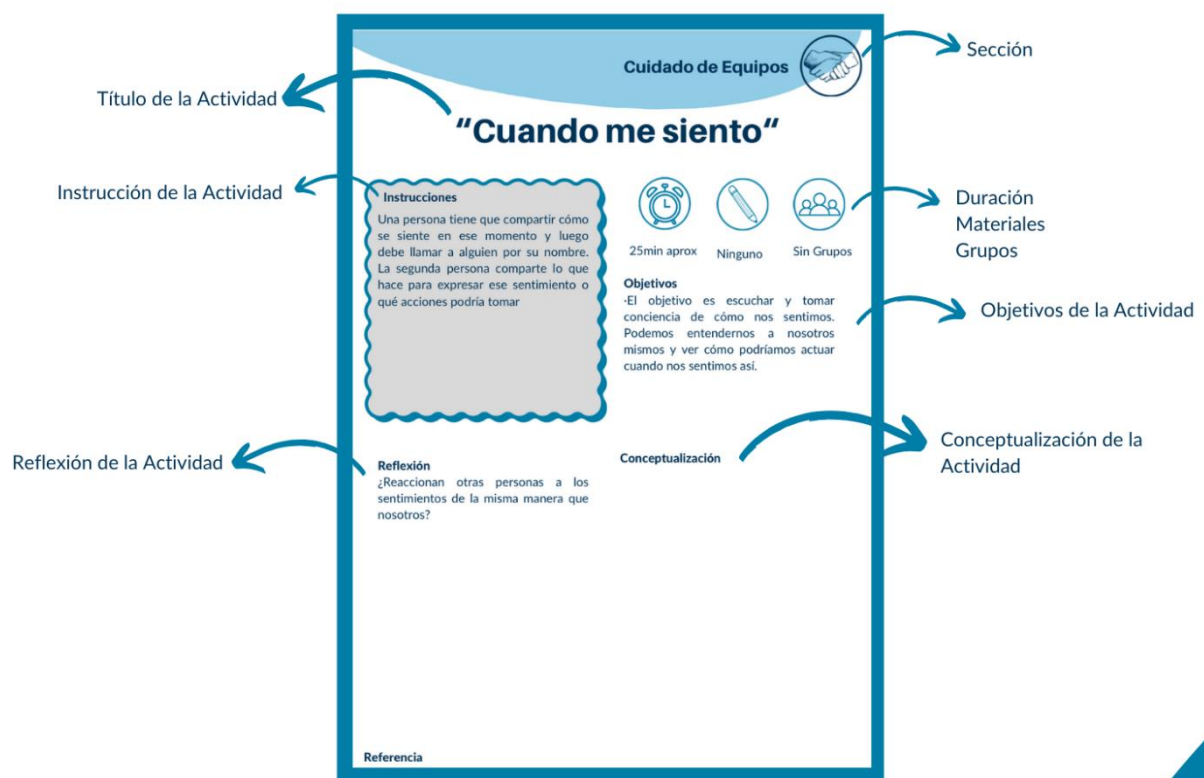 Cuidado de Equipos
Sección
Título de la Actividad
“Cuando me siento“
Instrucción de la Actividad
Instrucciones
Una persona tiene que compartir cómo
se siente en ese momento y luego
debe llamar a alguien por su nombre.
La segunda persona comparte lo que
hace para expresar ese sentimiento o
qué acciones podría tomar
25min aprox
Ninguno
Sin Grupos
Duración
Materiales
Grupos
Objetivos
·El objetivo es escuchar y tomar
conciencia de cómo nos sentimos.
Podemos entendernos a nosotros
mismos y ver cómo podríamos actuar
cuando nos sentimos así.
Objetivos de la Actividad
Reflexión de la Actividad
Reflexión
¿Reaccionan otras personas a los
sentimientos de la misma manera que
nosotros?
Conceptualización
Conceptualización de la
Actividad
Referencia